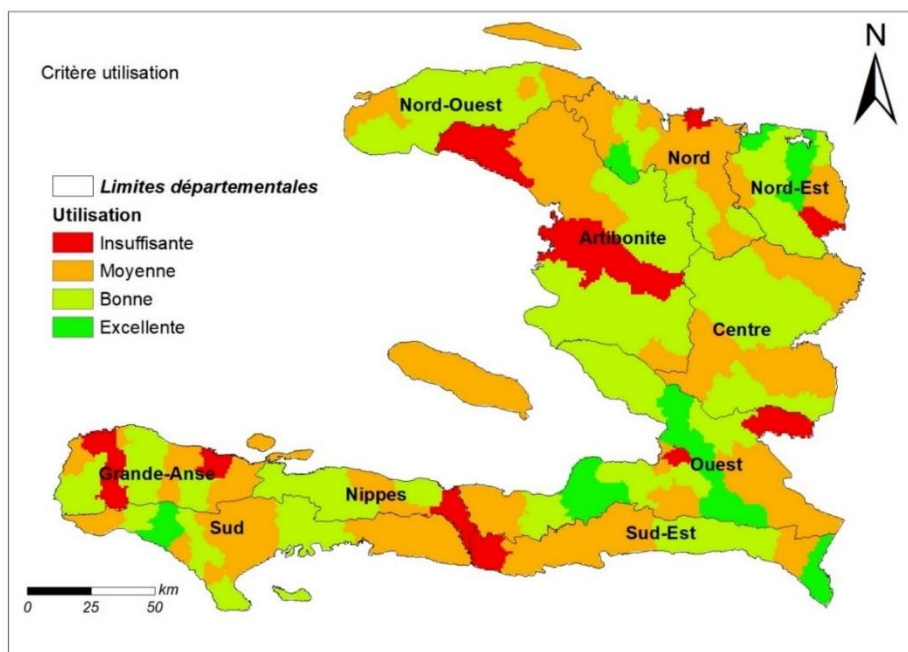 N
Critère utilisation
Nord-Ouest
Nord
Nord-Est
Limites départementales
Utilisation
Insuffisante
Moyenne
Bonne
Excellente
Artibonite
Centre
Grande-Anse
Ouest
Nippes
Sud
Sud-Est
km
0 25 50